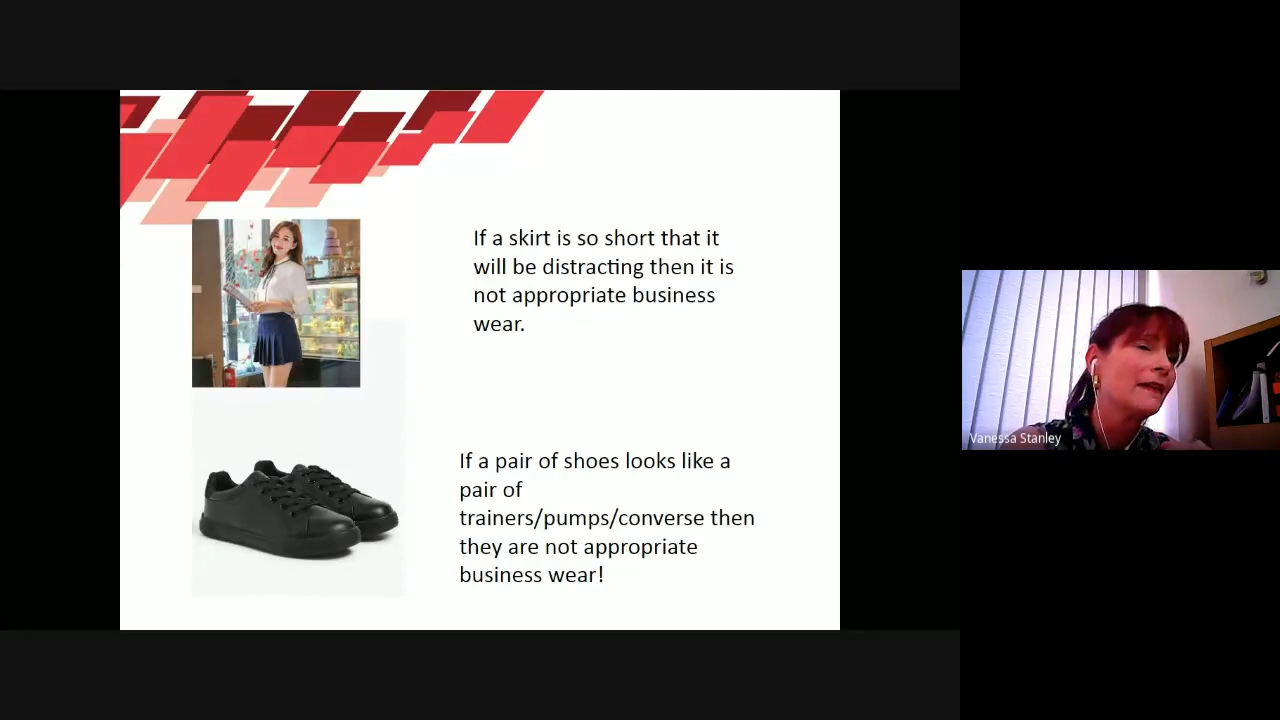 If a skirt is so short that it
will be distracting then it is
not appropriate business
wear.
If a pair of shoes looks like a
pair of
trainers/pumps/converse then
they are not appropriate
business wear!
Vanessa Stanley